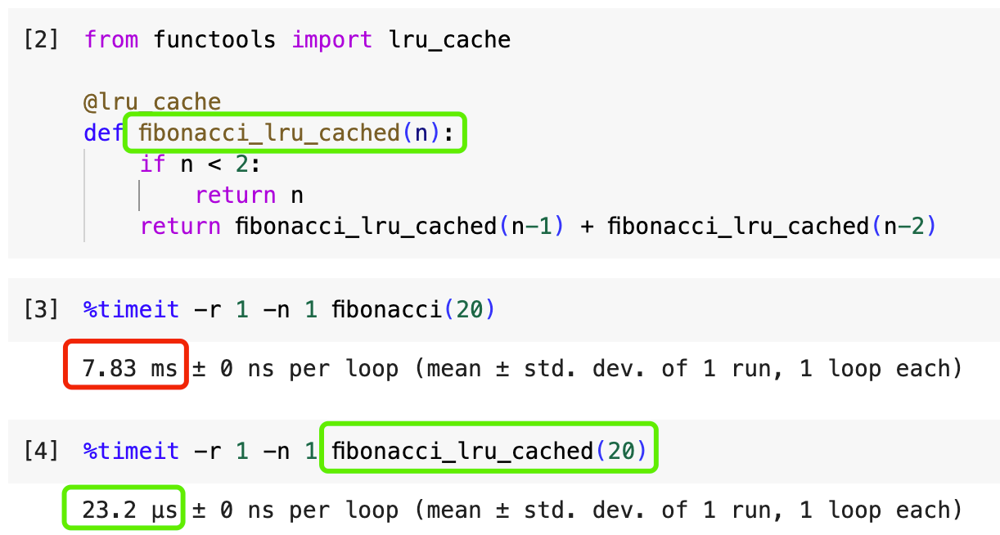 [2] from functools import lru_cache
@lru_cache
def fibonacci_lru_cached(n):
if n < 2:
return n
return fibonacci_lru_cached(n-1) + fibonacci_lru_cached(n-2)
[3] %timeit -r 1 -n 1 fibonacci(20)
7.83 ms ± 0 ns per loop (mean ± std. dev. of 1 run, 1 loop each)
[4] %timeit -r 1 -n 1 fibonacci_lru_cached(20)
23.2 µs ± 0 ns per loop (mean ± std. dev. of 1 run, 1 loop each)